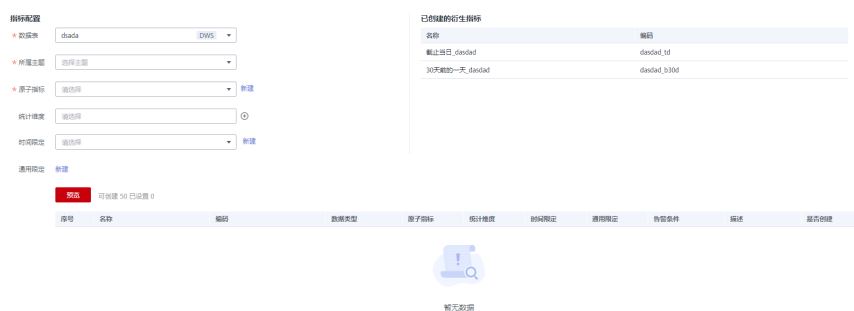 指标配置
* 数据表 dsada DWS
* 所属主题 选择主题
* 原子指标 请选择 新建
统计维度 请选择
时间限定 请选择 新建
通用限定 新建
已创建的衍生指标
名称 编码
截止当日_dasdad dasdad_td
30天前的一天_dasdad dasdad_b30d
预览 可创建 50 已设置 0
序号 名称 编码 数据类型 原子指标 统计维度 时间限定 通用限定 告警条件 描述 是否创建
暂无数据